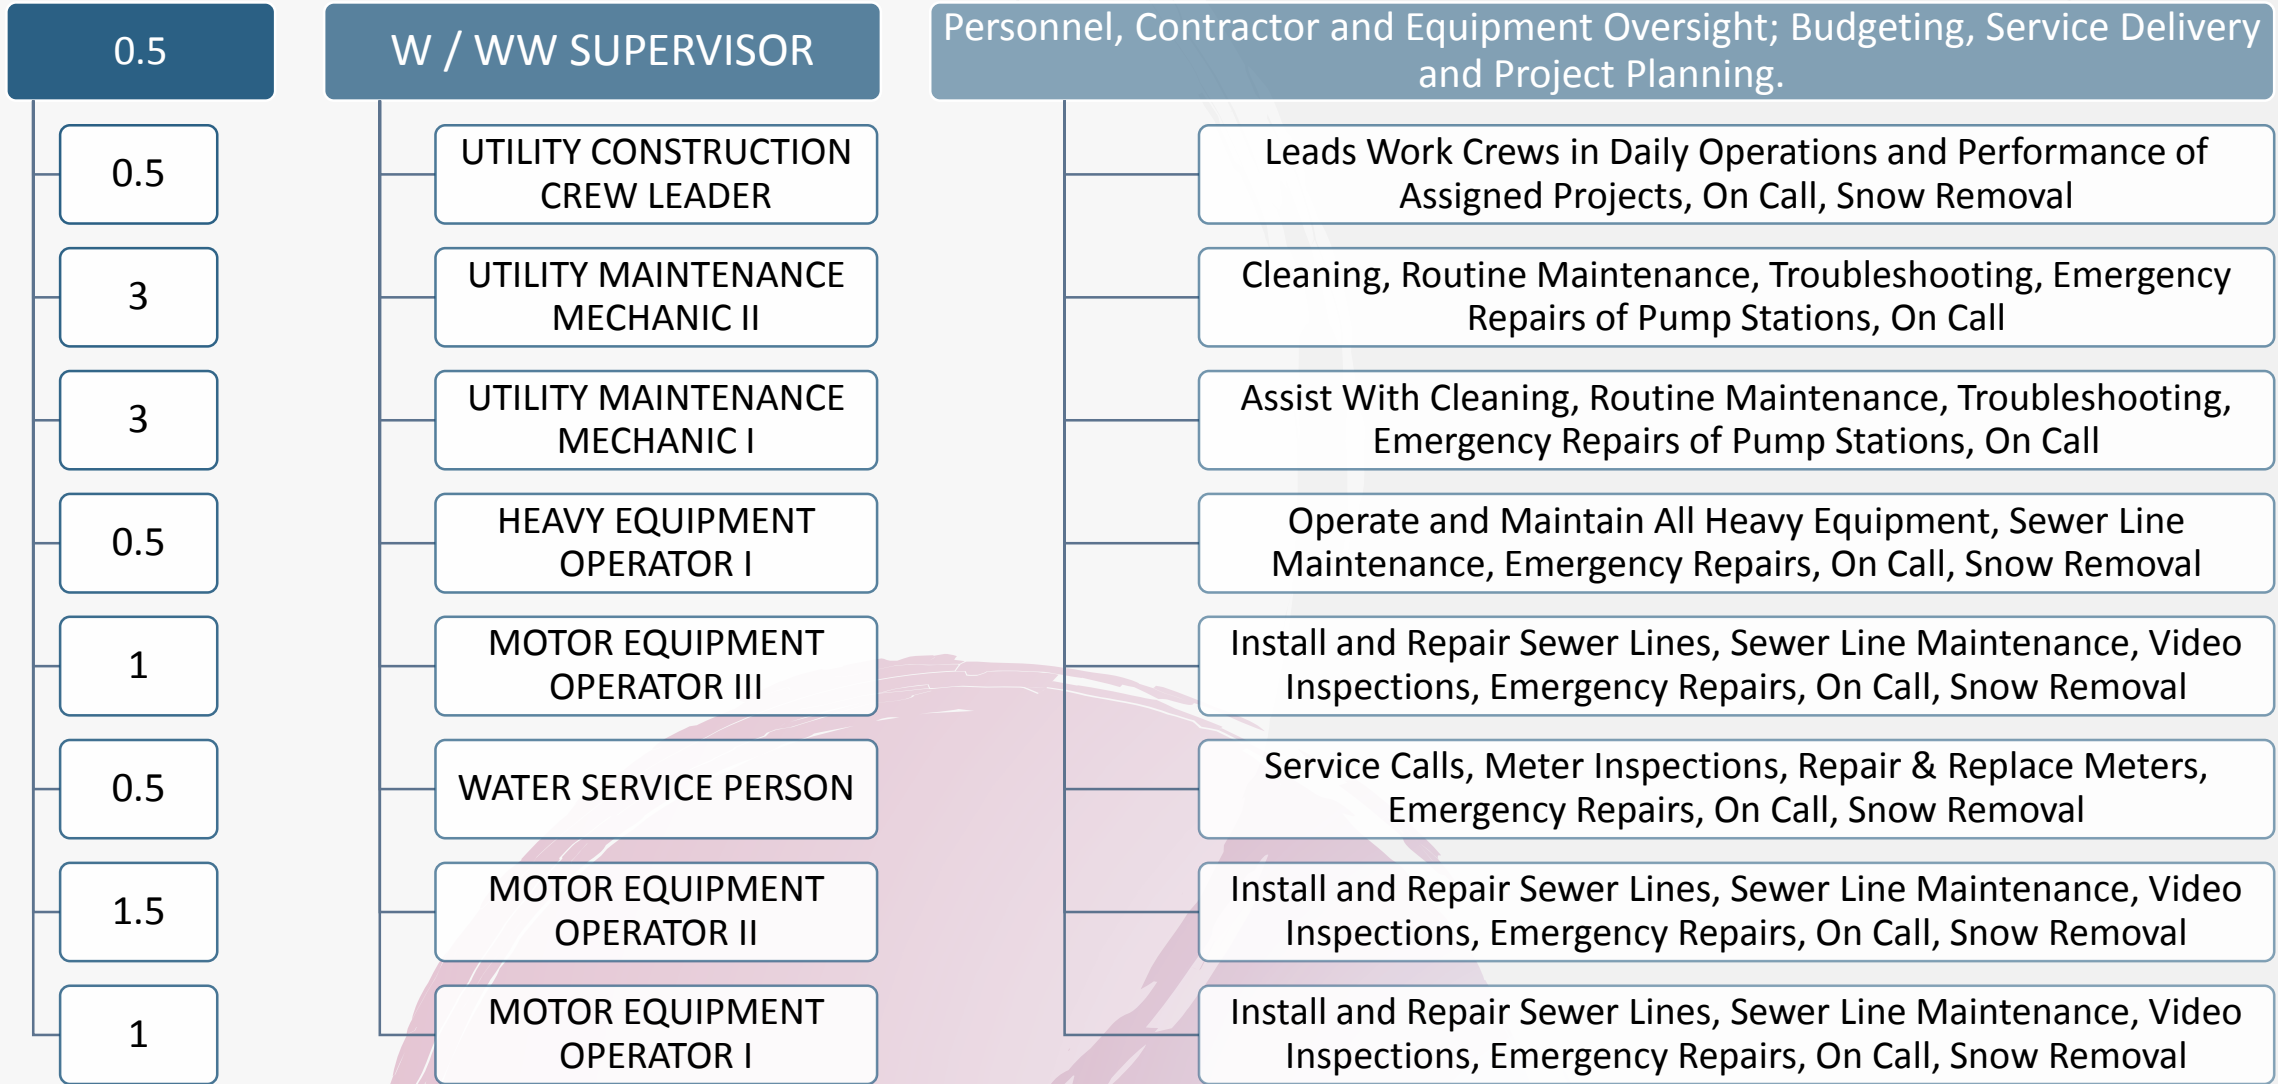 0.5
W / WW SUPERVISOR
Personnel, Contractor and Equipment Oversight; Budgeting, Service Delivery
and Project Planning.
0.5
UTILITY CONSTRUCTION
CREW LEADER
Leads Work Crews in Daily Operations and Performance of
Assigned Projects, On Call, Snow Removal
3
UTILITY MAINTENANCE
MECHANIC II
Cleaning, Routine Maintenance, Troubleshooting, Emergency
Repairs of Pump Stations, On Call
3
UTILITY MAINTENANCE
MECHANIC I
Assist With Cleaning, Routine Maintenance, Troubleshooting,
Emergency Repairs of Pump Stations, On Call
0.5
HEAVY EQUIPMENT
OPERATOR I
Operate and Maintain All Heavy Equipment, Sewer Line
Maintenance, Emergency Repairs, On Call, Snow Removal
1
MOTOR EQUIPMENT
OPERATOR III
Install and Repair Sewer Lines, Sewer Line Maintenance, Video
Inspections, Emergency Repairs, On Call, Snow Removal
0.5
WATER SERVICE PERSON
Service Calls, Meter Inspections, Repair & Replace Meters,
Emergency Repairs, On Call, Snow Removal
1.5
MOTOR EQUIPMENT
OPERATOR II
Install and Repair Sewer Lines, Sewer Line Maintenance, Video
Inspections, Emergency Repairs, On Call, Snow Removal
1
MOTOR EQUIPMENT
OPERATOR I
Install and Repair Sewer Lines, Sewer Line Maintenance, Video
Inspections, Emergency Repairs, On Call, Snow Removal